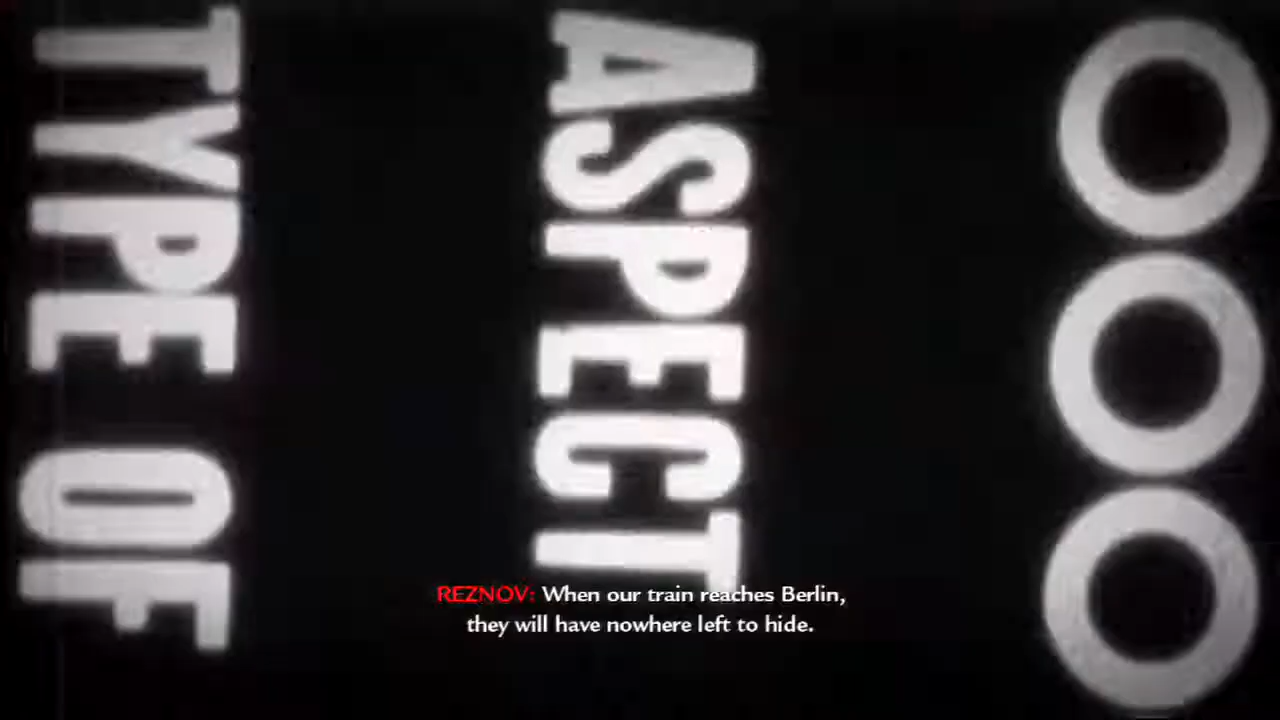 TYPE OF
ASPECT
OOO
REZNOV: When our train reaches Berlin,
they will have nowhere left to hide.